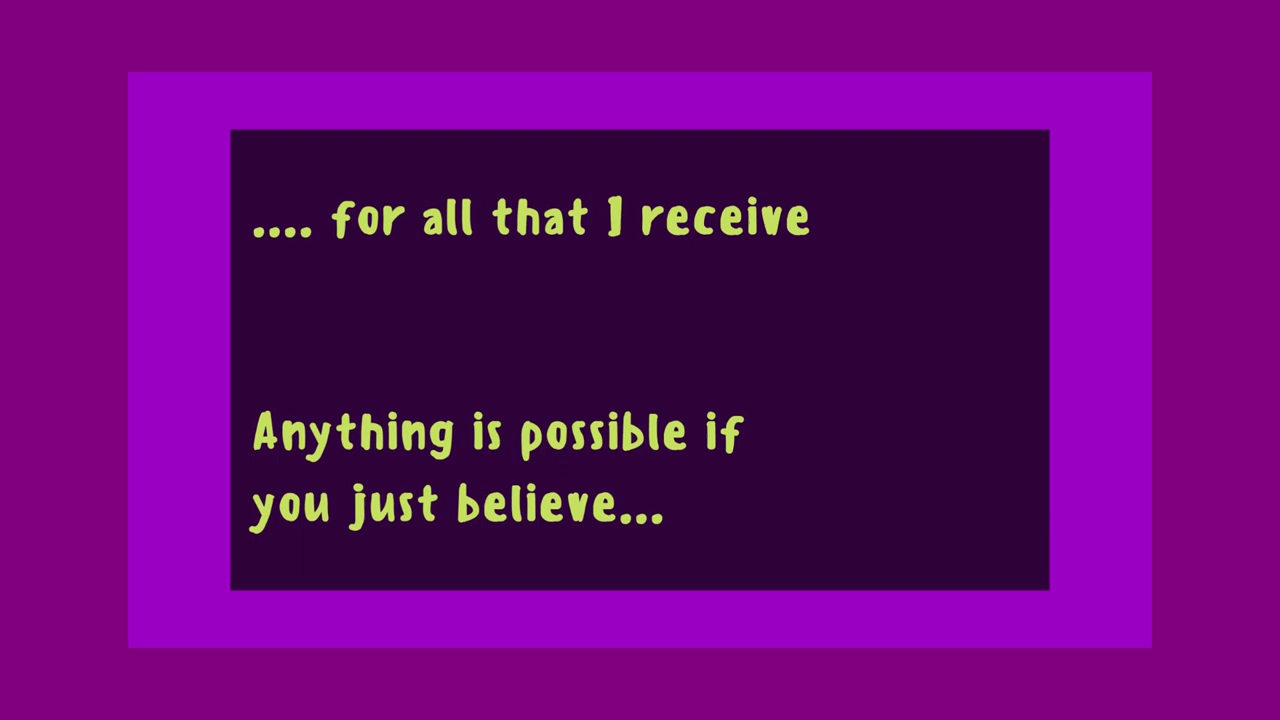 .... for all that I receive
Anything is possible if
you just believe...